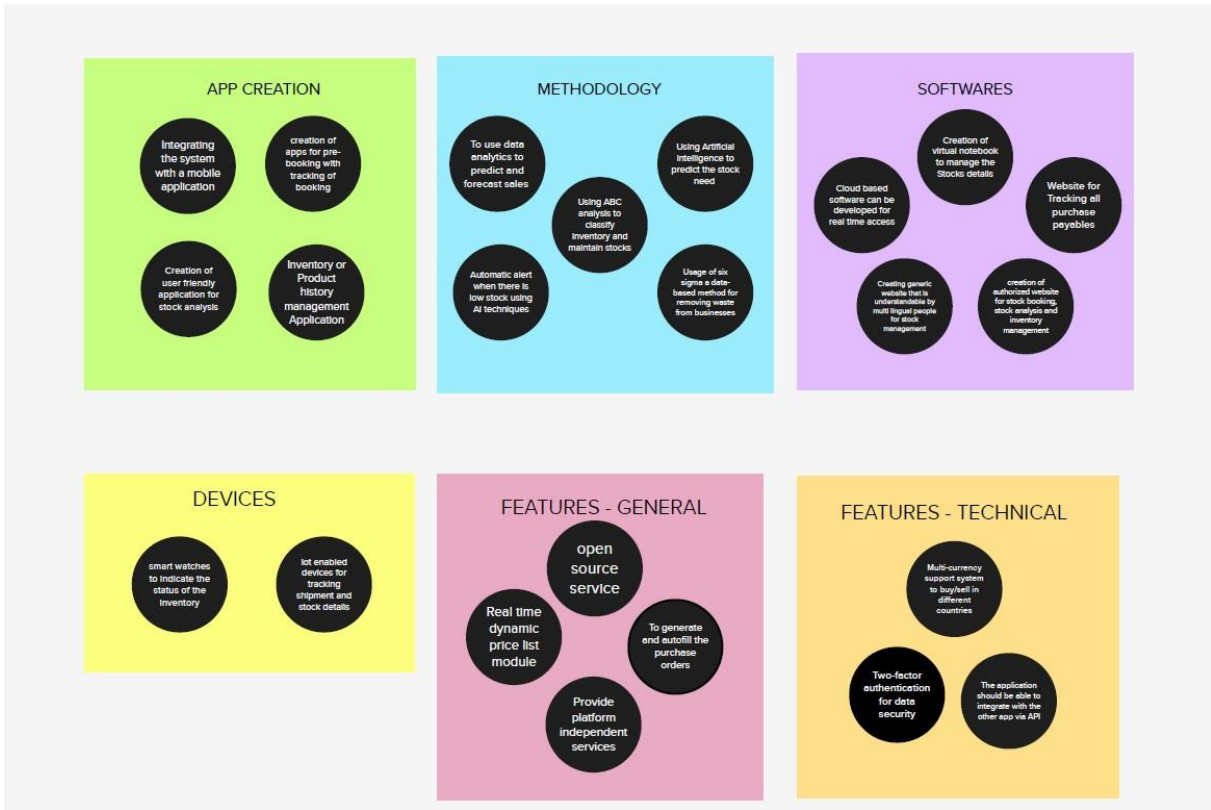 APP CREATION
Integrating
the system
with a mobile
application
creation of
apps for pre-
booking with
tracking of
booking
Creation of
user friendly
application for
stock analysis
Inventory or
Product
history
management
Application
METHODOLOGY
To use data
analytics to
predict and
forecast sales
Using Artificial
Intelligence to
predict the stock
need
Using ABC
analysis to
classify
Inventory and
maintain stocks
Automatic alert
when there is
low stock using
AI techniques
Usage of six
sigma a data-
based method for
removing waste
from businesses
SOFTWARES
Creation of
virtual notebook
to manage the
Stocks details
Cloud based
software can be
developed for
real time access
Website for
Tracking all
purchase
payables
Creating generic
website that is
understandable by
multi lingual people
for stock
management
creation of
authorized website
for stock booking,
stock analysis and
inventory
management
DEVICES
smart watches
to indicate the
status of the
Inventory
Iot enabled
devices for
tracking
shipment and
stock details
FEATURES - GENERAL
open
source
service
Real time
dynamic
price list
module
To generate
and autofill the
purchase
orders
Provide
platform
independent
services
FEATURES - TECHNICAL
Multi-currency
support system
to buy/sell in
different
countries
Two-factor
authentication
for data
security
The application
should be able to
integrate with the
other app via API